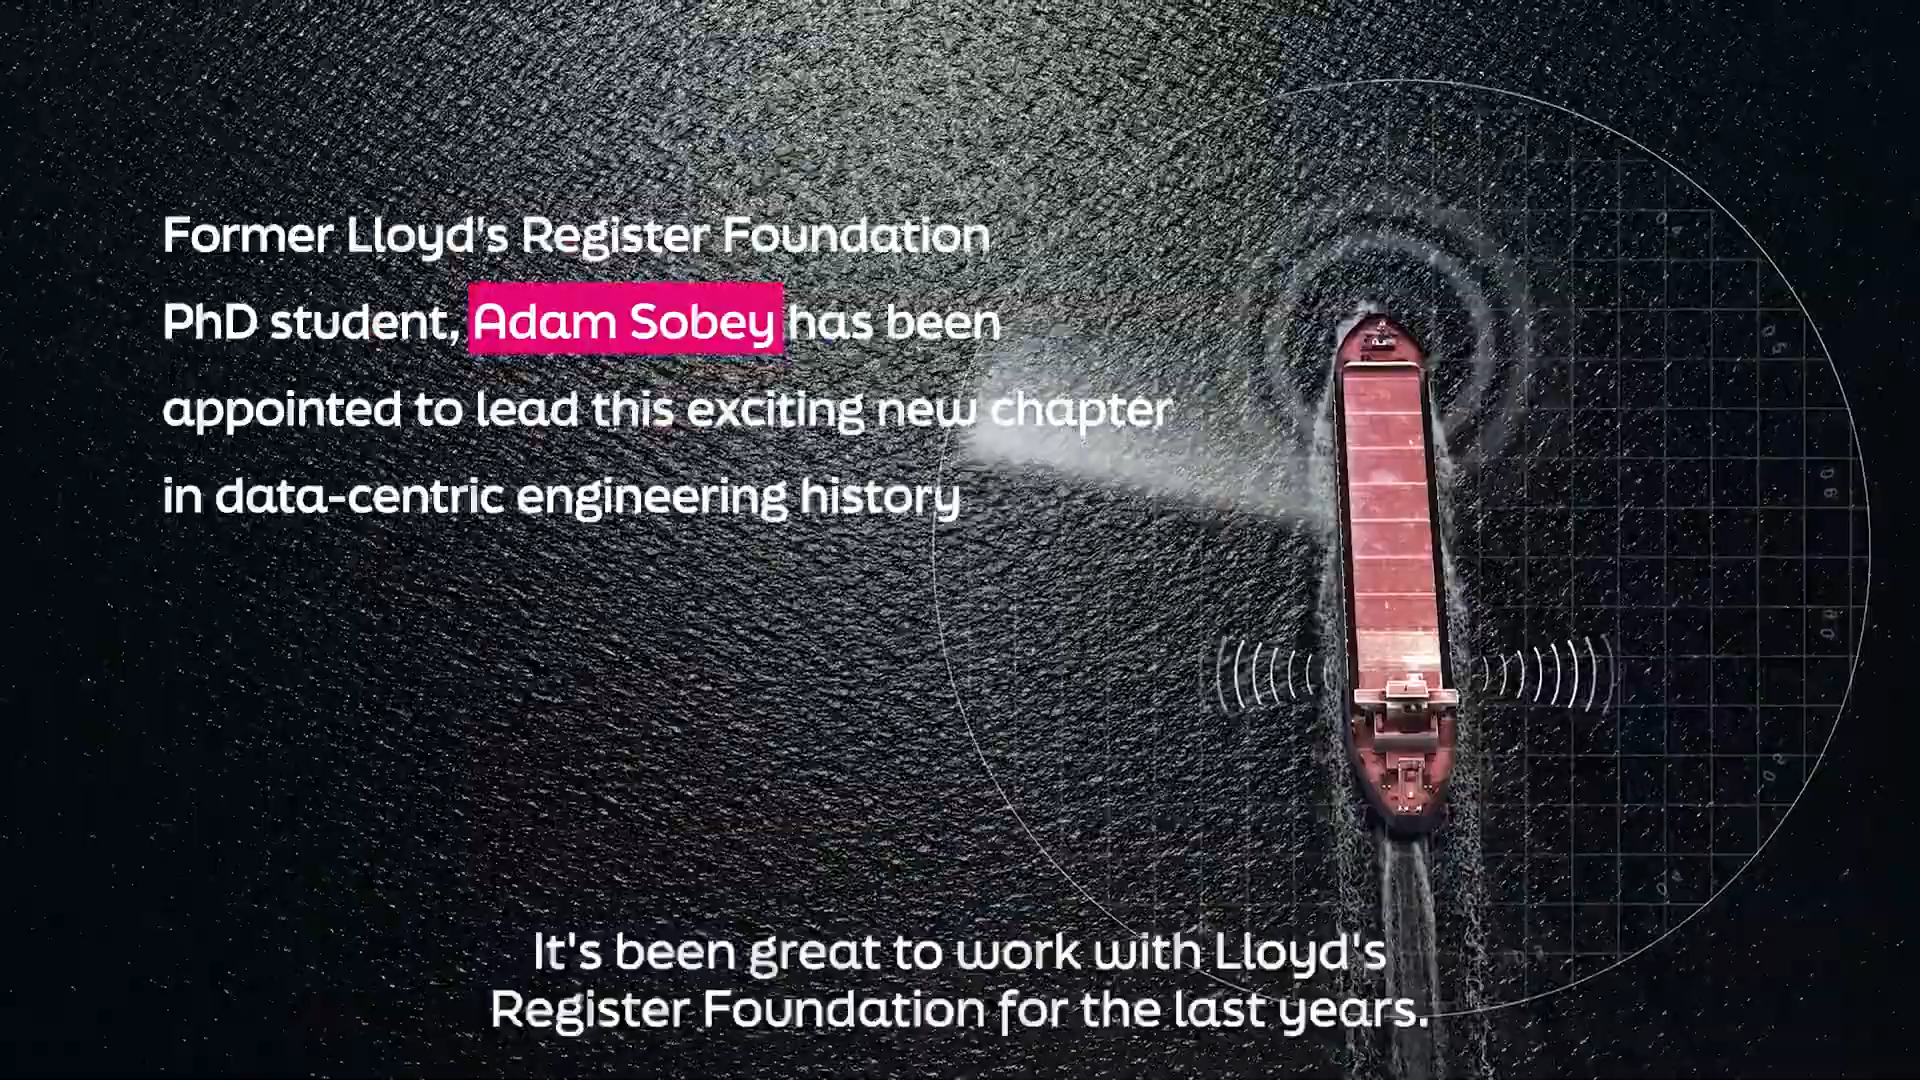 Former Lloyd's Register Foundation
PhD student, Adam Sobey has been
appointed to lead this exciting new chapter
in data-centric engineering history
It's been great to work with Lloyd's
Register Foundation for the last years.